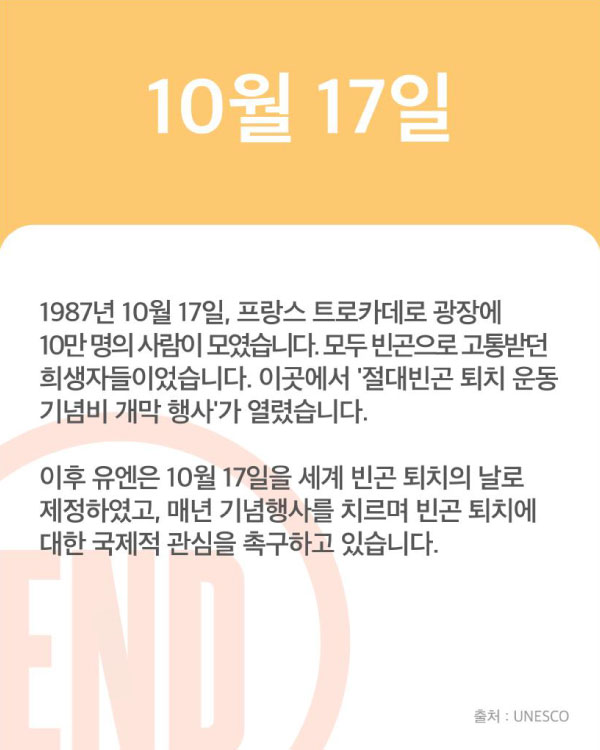 10월 17일
1987년 10월 17일, 프랑스 트로카데로 광장에
10만 명의 사람이 모였습니다. 모두 빈곤으로 고통받던
희생자들이었습니다. 이곳에서 '절대빈곤 퇴치 운동
기념비 개막 행사'가 열렸습니다.
이후 유엔은 10월 17일을 세계 빈곤 퇴치의 날로
제정하였고, 매년 기념행사를 치르며 빈곤 퇴치에
대한 국제적 관심을 촉구하고 있습니다.
END
출처 : UNESCO